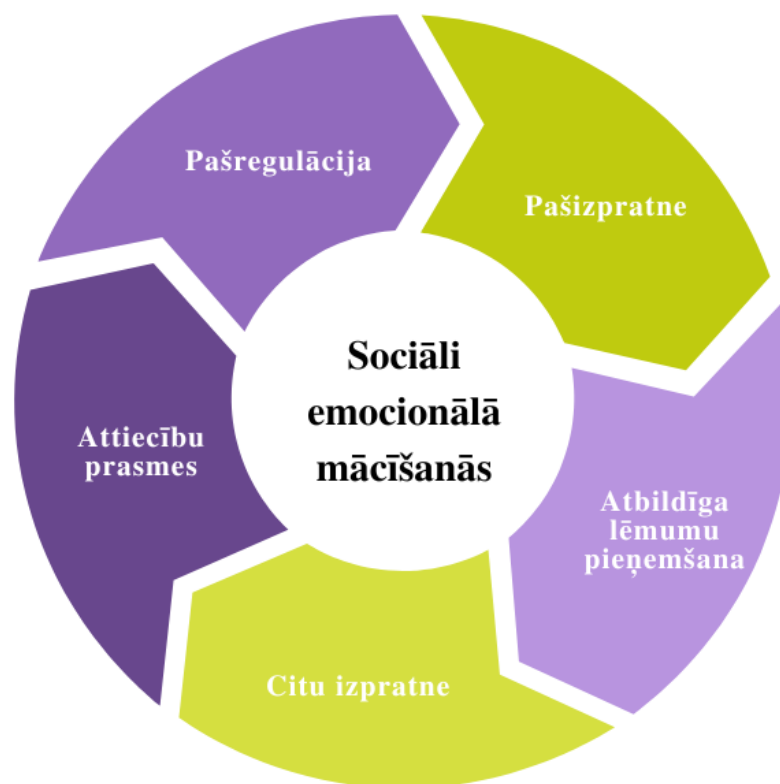 Pašregulācija
Pašizpratne
Sociāli
emocionālā
mācīšanās
Attiecību
prasmes
Atbildīga
lēmumu
pieņemšana
Citu izpratne